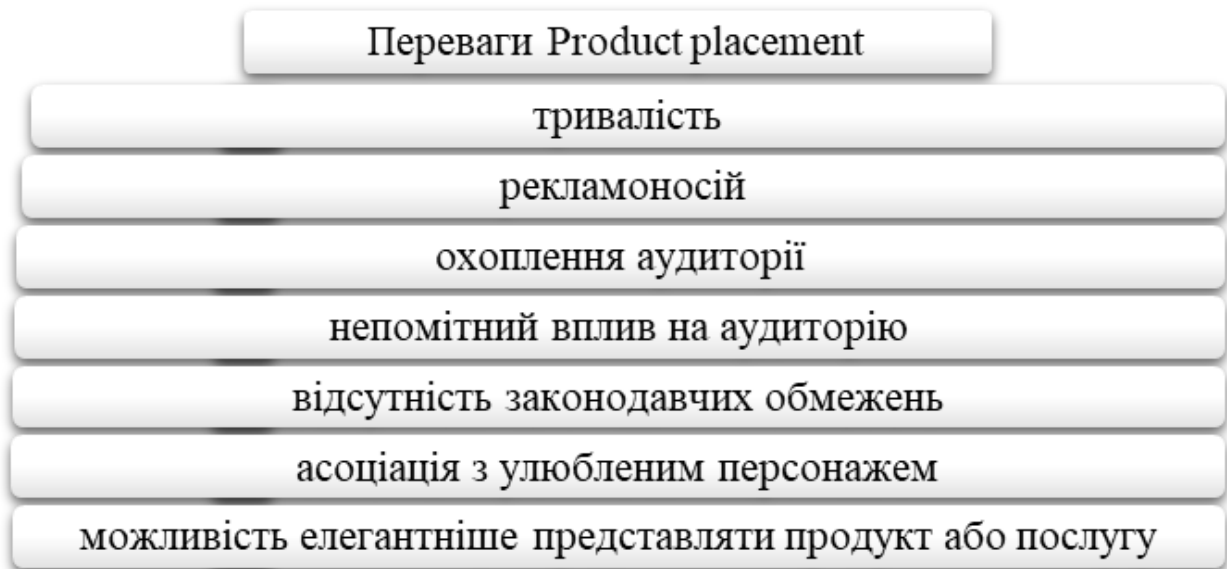 Переваги Product placement
тривалість
рекламоносій
охоплення аудиторії
непомітний вплив на аудиторію
відсутність законодавчих обмежень
асоціація з улюбленим персонажем
можливість елегантніше представляти продукт або послугу